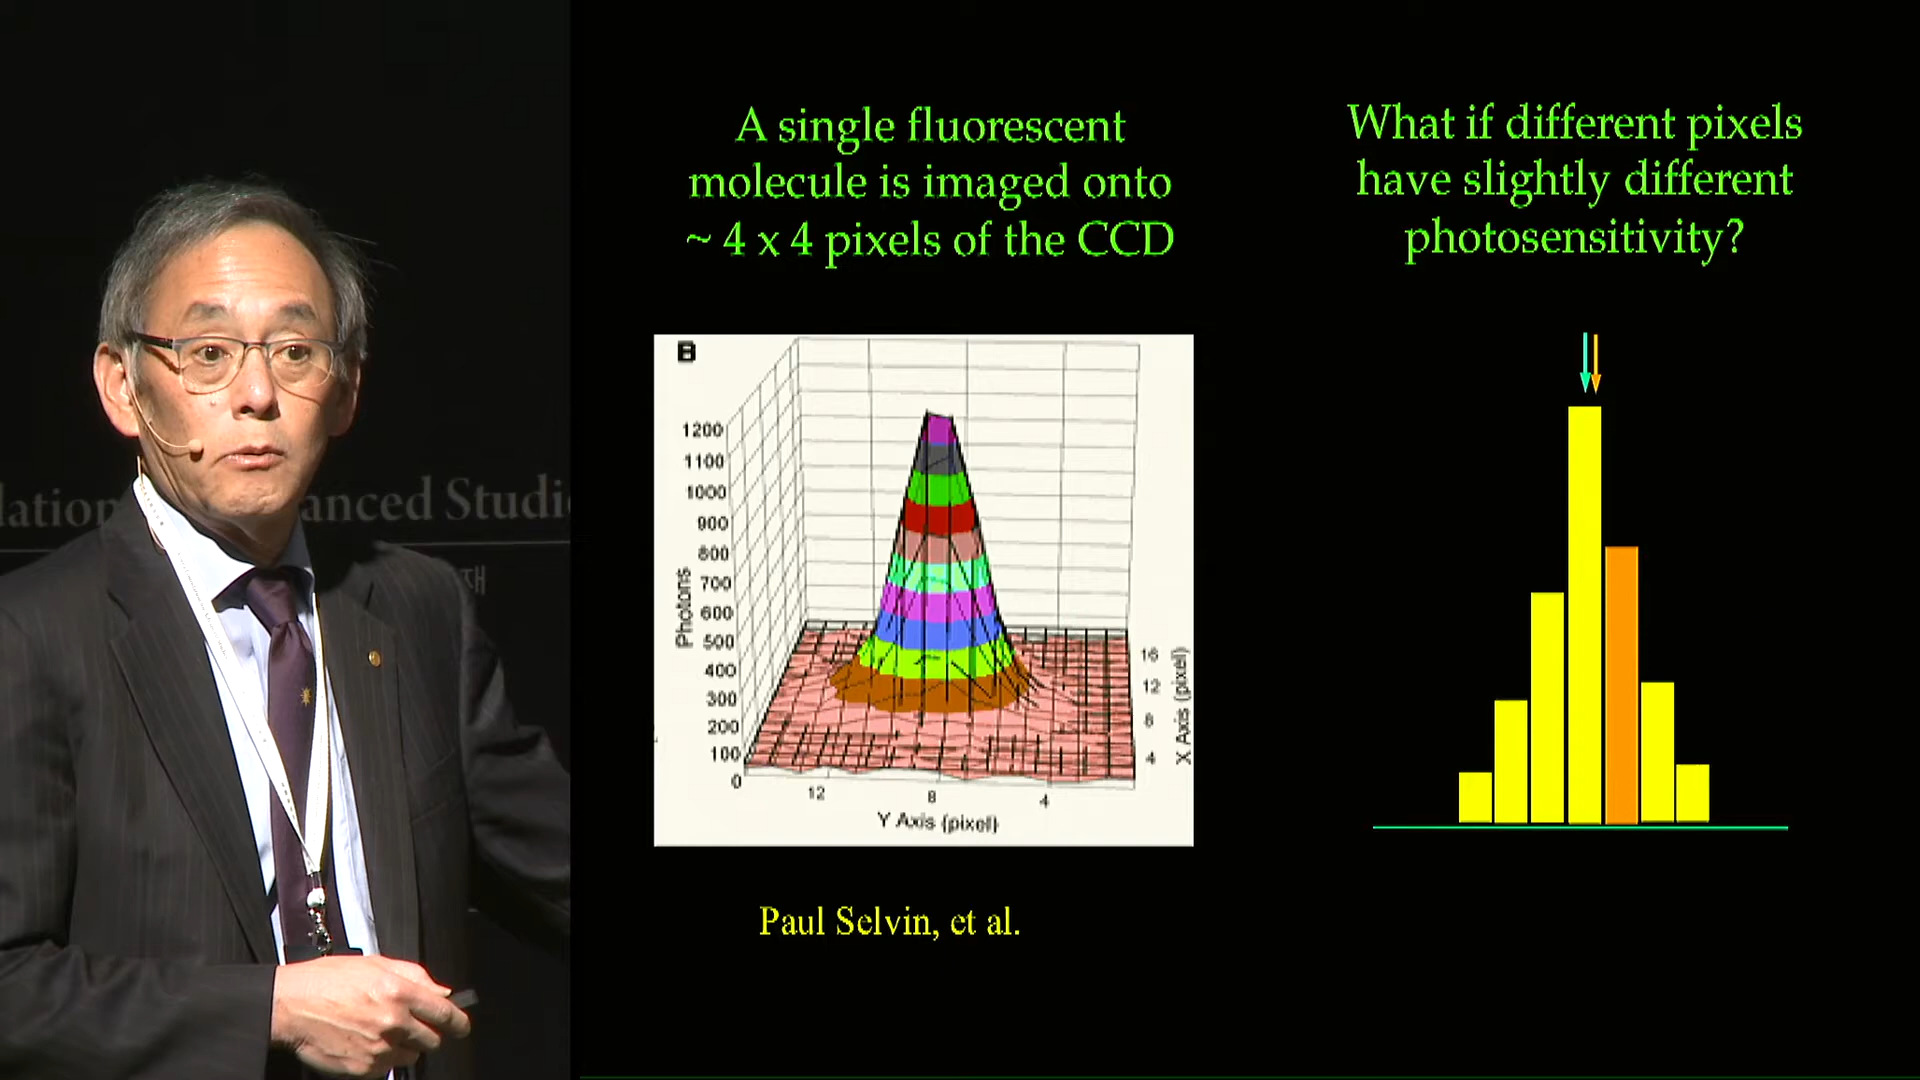 A single fluorescent
molecule is imaged onto
~ 4 x 4 pixels of the CCD
What if different pixels
have slightly different
photosensitivity?
B
1200
1100
1000
900
800
700
600
500
400
300
200
100
0
Photons
12
8
4
Y Axis (pixel)
16
12
8
4
X Axis (pixel)
Paul Selvin, et al.
lation
anced Studi
재